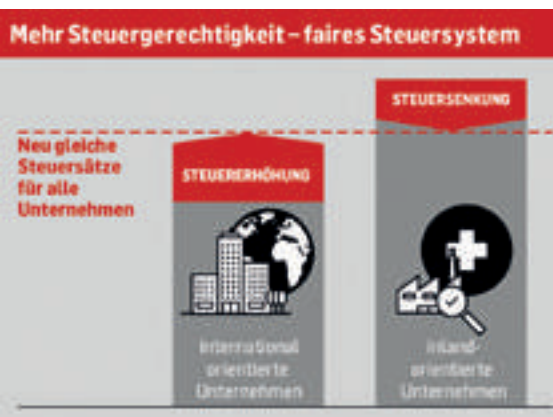 Mehr Steuergerechtigkeit – faires Steuersystem
STEUERSENKUNG
Neu gleiche
Steuersätze
für alle
Unternehmen
STEUERERHÖHUNG
International
orientierte
Unternehmen
Inland-
orientierte
Unternehmen